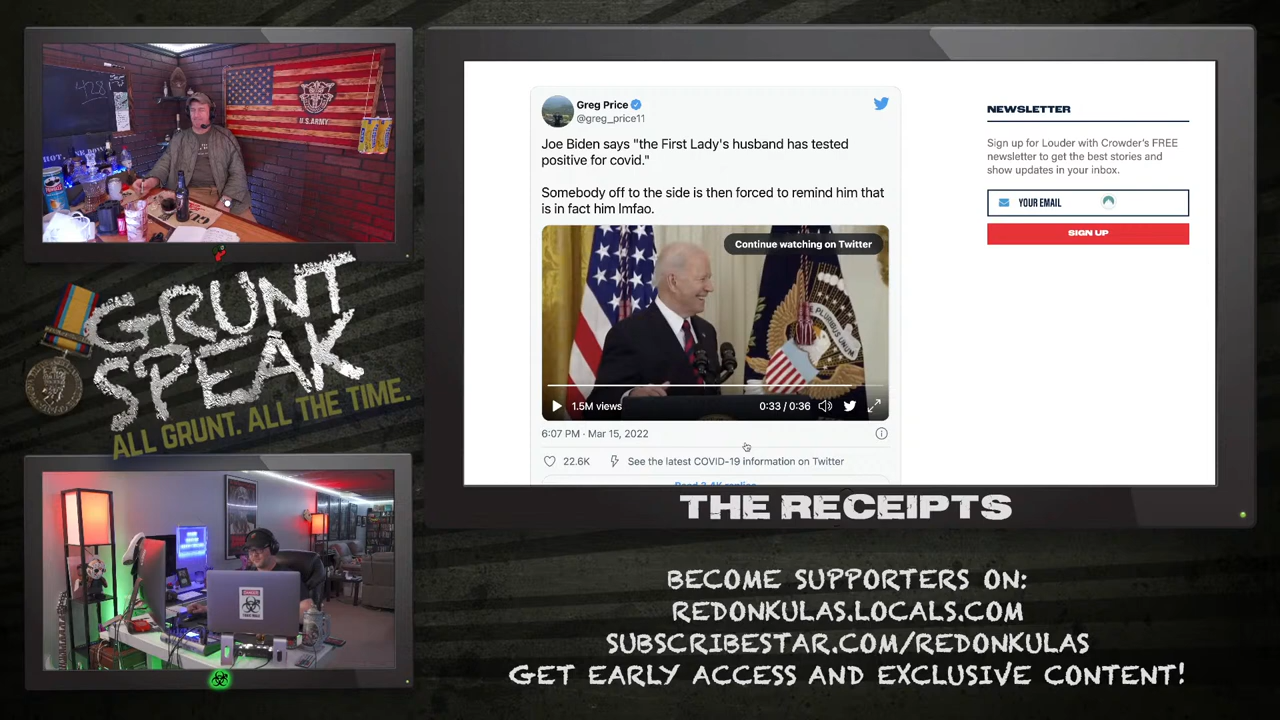 428
U.S. ARMY
GRUNT
SPEAK
ALL GRUNT. ALL THE TIME.
Greg Price
@greg_price11
Joe Biden says "the First Lady's husband has tested
positive for covid."
Somebody off to the side is then forced to remind him that
is in fact him lmfao.
Continue watching on Twitter
1.5M views
0:33 / 0:36
6:07 PM · Mar 15, 2022
22.6K
See the latest COVID-19 information on Twitter
NEWSLETTER
Sign up for Louder with Crowder's FREE
newsletter to get the best stories and
show updates in your inbox.
YOUR EMAIL
SIGN UP
THE RECEIPTS
BECOME SUPPORTERS ON:
REDONKULAS.LOCALS.COM
SUBSCRIBESTAR.COM/REDONKULAS
GET EARLY ACCESS AND EXCLUSIVE CONTENT!